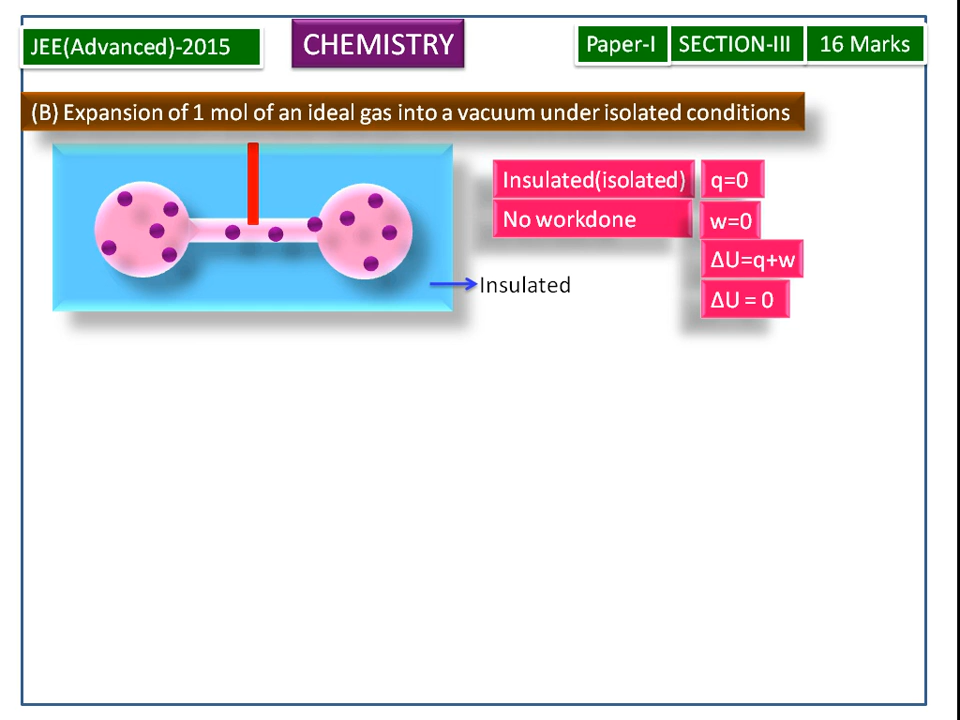 JEE(Advanced)-2015
CHEMISTRY
Paper-I
SECTION-III
16 Marks
(B) Expansion of 1 mol of an ideal gas into a vacuum under isolated conditions
Insulated(isolated)
q=0
No workdone
w=0
ΔU=q+w
ΔU = 0
Insulated